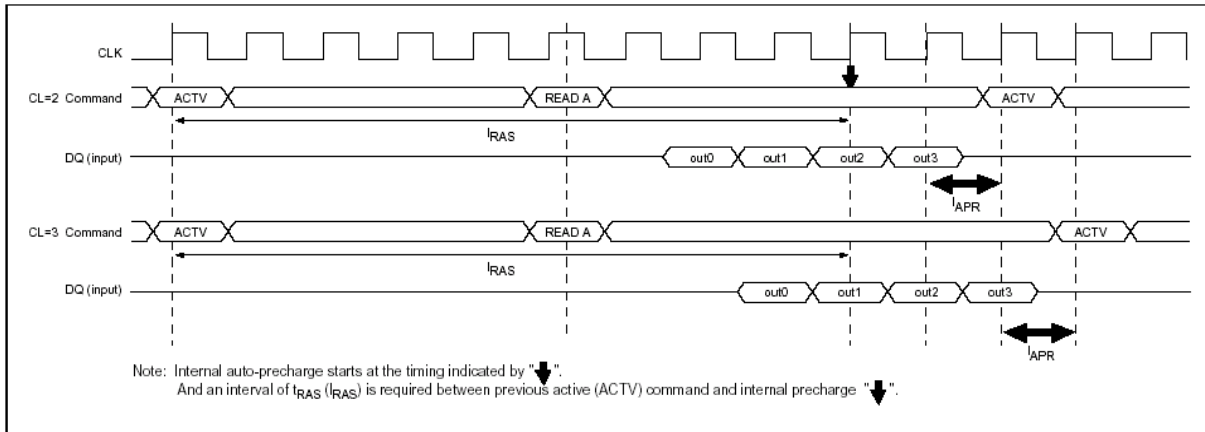 CLK
CL=2 Command ACTV READ A ACTV
lRAS
DQ (input) out0 out1 out2 out3
lAPR
CL=3 Command ACTV READ A ACTV
lRAS
DQ (input) out0 out1 out2 out3
lAPR
Note: Internal auto-precharge starts at the timing indicated by " ".
And an interval of tRAS (lRAS) is required between previous active (ACTV) command and internal precharge " ".